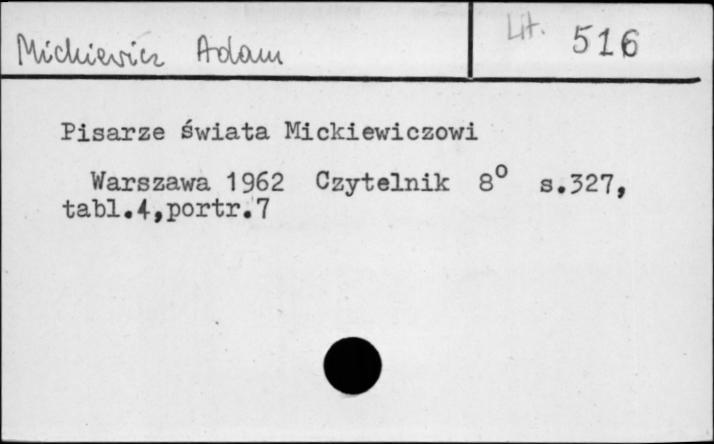 Mickiewicz Adam
Lit. 516
Pisarze świata Mickiewiczowi
Warszawa 1962 Czytelnik 8° s.327,
tabl.4,portr.7